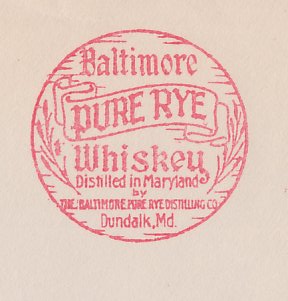 Baltimore
PURE RYE
Whiskey
Distilled in Maryland
by
THE BALTIMORE PURE RYE DISTILLING CO.
Dundalk, Md.